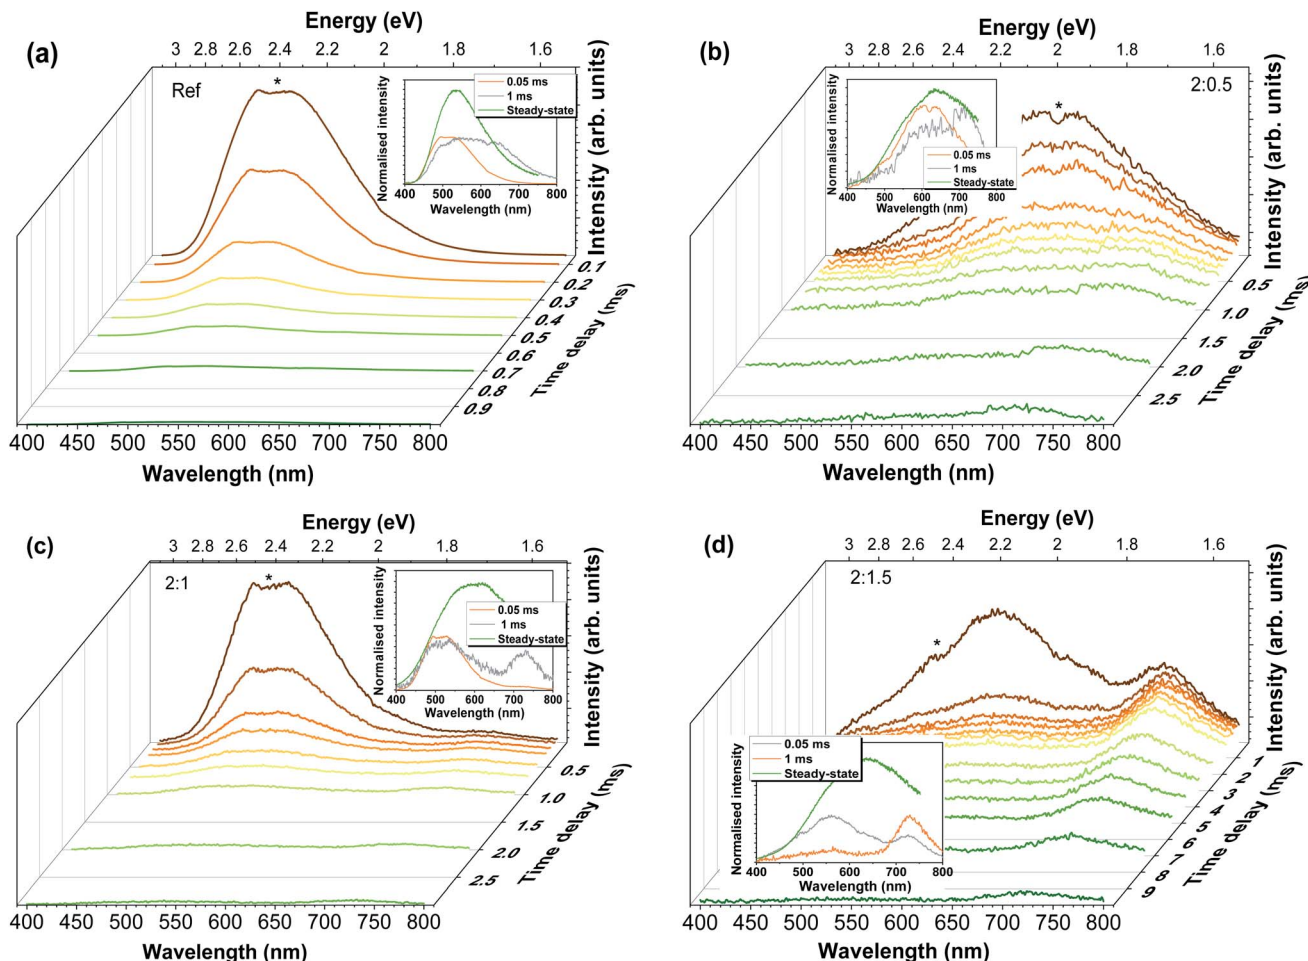 (a)
Energy (eV)
3 2.8 2.6 2.4 2.2 2 1.8 1.6
Ref
*
Normalised intensity
0.05 ms
1 ms
Steady-state
400 500 600 700 800
Wavelength (nm)
Intensity (arb. units)
0.1
0.2
0.3
0.4
0.5
0.6
0.7
0.8
0.9
Time delay (ms)
400 450 500 550 600 650 700 750 800
Wavelength (nm)
(b)
Energy (eV)
3 2.8 2.6 2.4 2.2 2 1.8 1.6
2:0.5
*
Normalised intensity
0.05 ms
1 ms
Steady-state
400 500 600 700 800
Wavelength (nm)
Intensity (arb. units)
0.5
1.0
1.5
2.0
2.5
Time delay (ms)
400 450 500 550 600 650 700 750 800
Wavelength (nm)
(c)
Energy (eV)
3 2.8 2.6 2.4 2.2 2 1.8 1.6
2:1
*
Normalised intensity
0.05 ms
1 ms
Steady-state
400 500 600 700 800
Wavelength (nm)
Intensity (arb. units)
0.5
1.0
1.5
2.0
2.5
Time delay (ms)
400 450 500 550 600 650 700 750 800
Wavelength (nm)
(d)
Energy (eV)
3 2.8 2.6 2.4 2.2 2 1.8 1.6
2:1.5
*
Normalised intensity
0.05 ms
1 ms
Steady-state
400 500 600 700 800
Wavelength (nm)
Intensity (arb. units)
1
2
3
4
5
6
7
8
9
Time delay (ms)
400 450 500 550 600 650 700 750 800
Wavelength (nm)